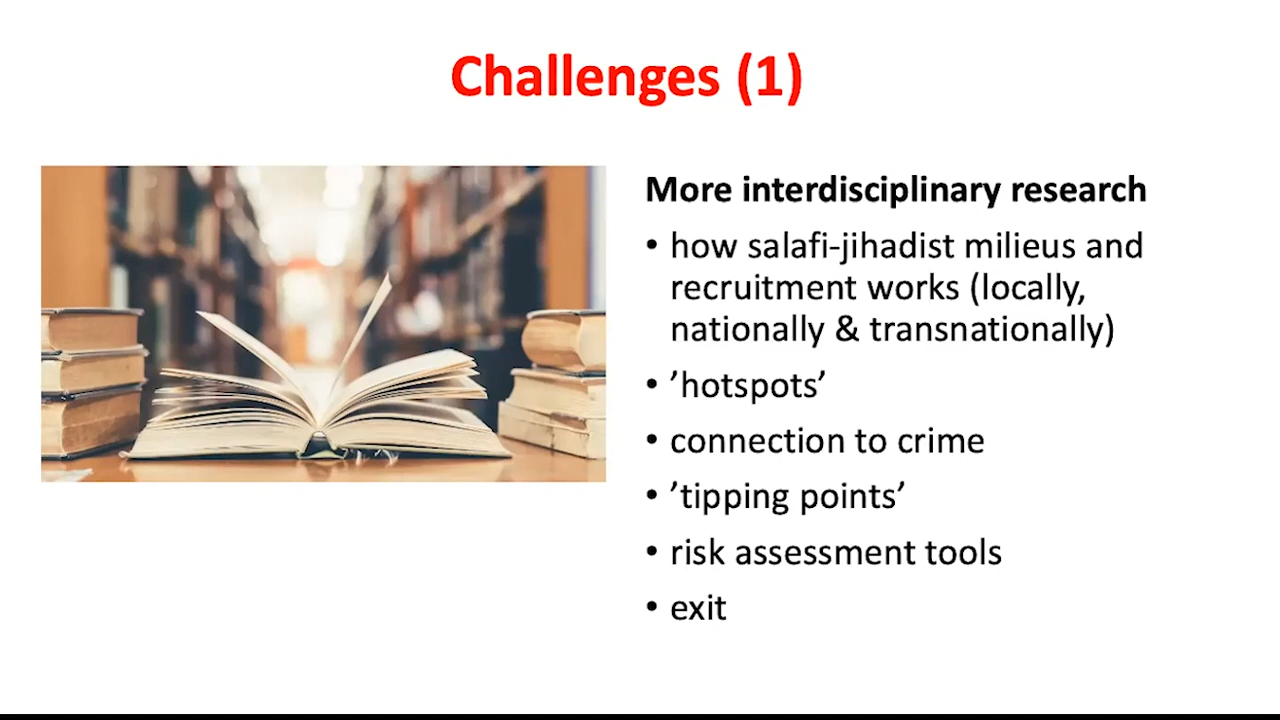 Challenges (1)
More interdisciplinary research
• how salafi-jihadist milieus and
recruitment works (locally,
nationally & transnationally)
• ’hotspots’
• connection to crime
• ’tipping points’
• risk assessment tools
• exit